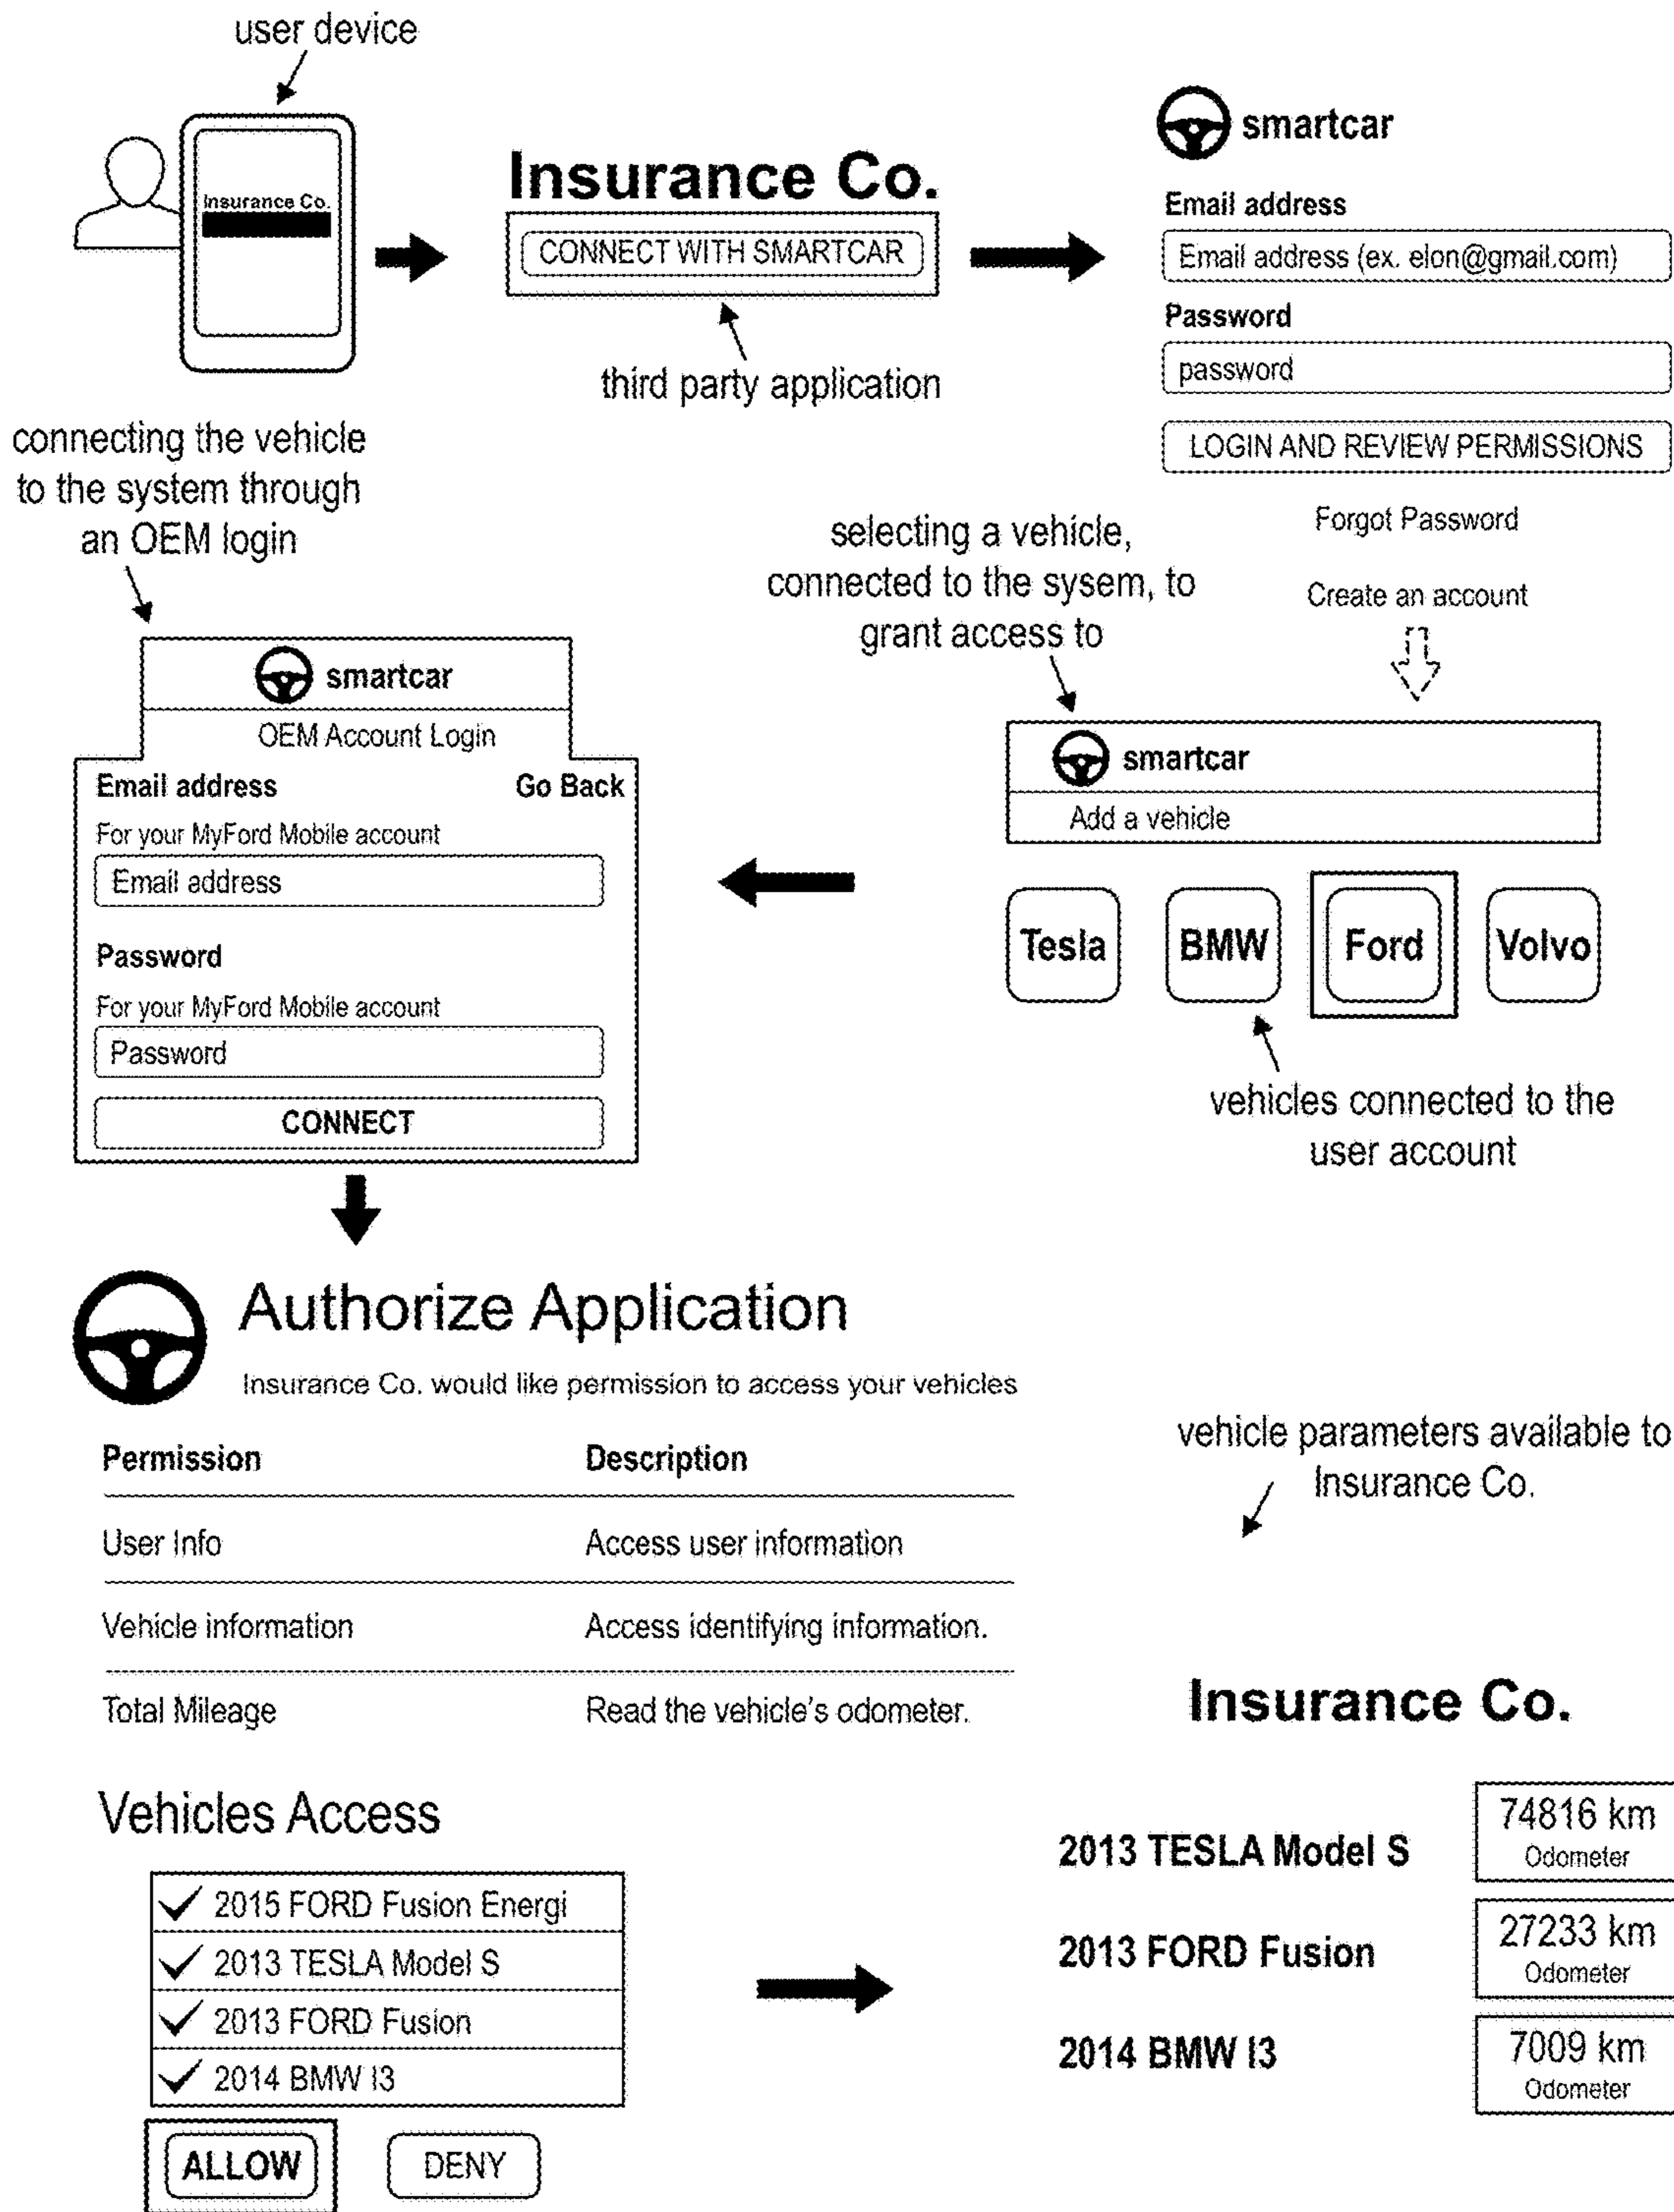 user device
Insurance Co.
Insurance Co.
CONNECT WITH SMARTCAR
third party application
smartcar
Email address
Email address (ex. elon@gmail.com)
Password
password
LOGIN AND REVIEW PERMISSIONS
Forgot Password
Create an account
connecting the vehicle
to the system through
an OEM login
selecting a vehicle,
connected to the sysem, to
grant access to
smartcar
Add a vehicle
Tesla
BMW
Ford
Volvo
vehicles connected to the
user account
smartcar
OEM Account Login
Email address Go Back
For your MyFord Mobile account
Email address
Password
For your MyFord Mobile account
Password
CONNECT
Authorize Application
Insurance Co. would like permission to access your vehicles
Permission Description
User Info Access user information
Vehicle information Access identifying information.
Total Mileage Read the vehicle's odometer.
Vehicles Access
2015 FORD Fusion Energi
2013 TESLA Model S
2013 FORD Fusion
2014 BMW I3
ALLOW
DENY
vehicle parameters available to
Insurance Co.
Insurance Co.
2013 TESLA Model S
74816 km
Odometer
2013 FORD Fusion
27233 km
Odometer
2014 BMW I3
7009 km
Odometer